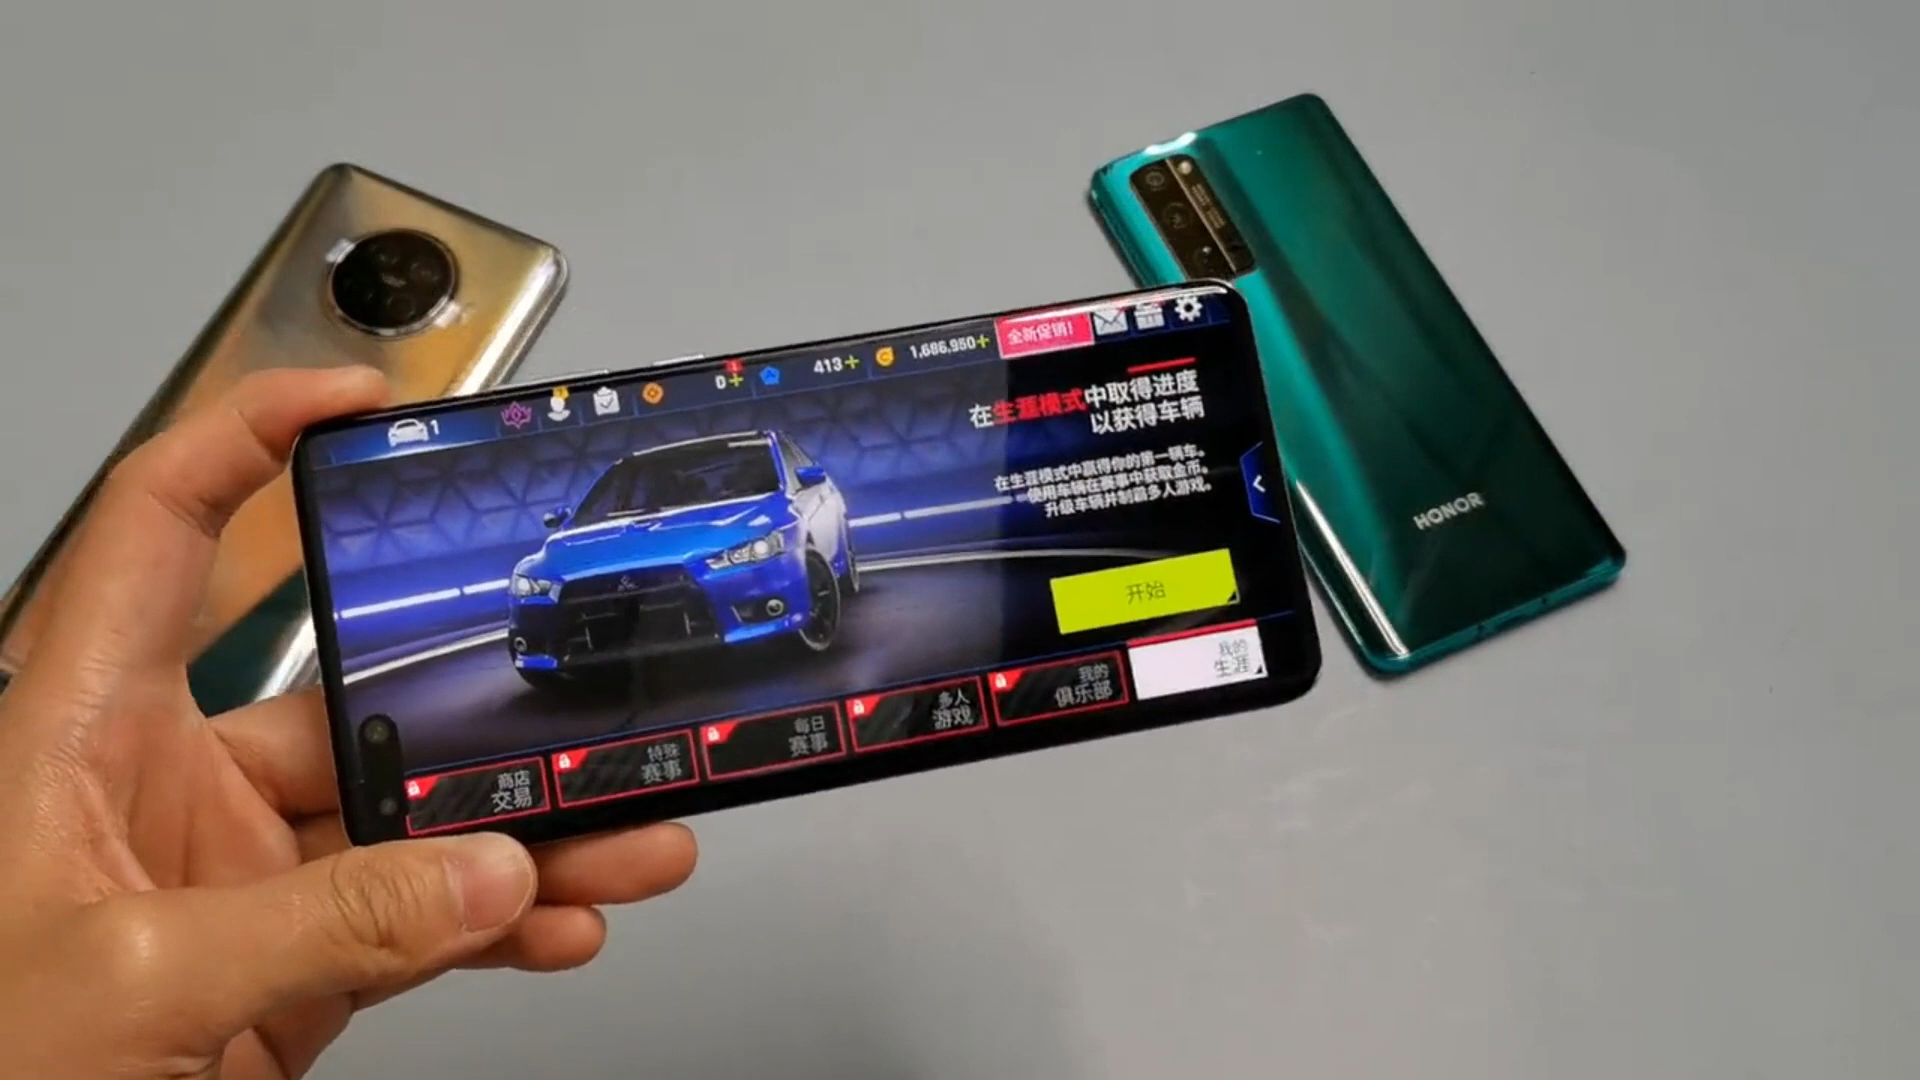 1
0+
1
413+
1,686,950+
全新促销!
在生涯模式中取得进度
以获得车辆
在生涯模式中赢得你的第一辆车。
使用车辆在赛事中获取金币。
升级车辆并制霸多人游戏。
开始
商店
交易
特殊
赛事
每日
赛事
多人
游戏
我的
俱乐部
我的
生涯
HONOR